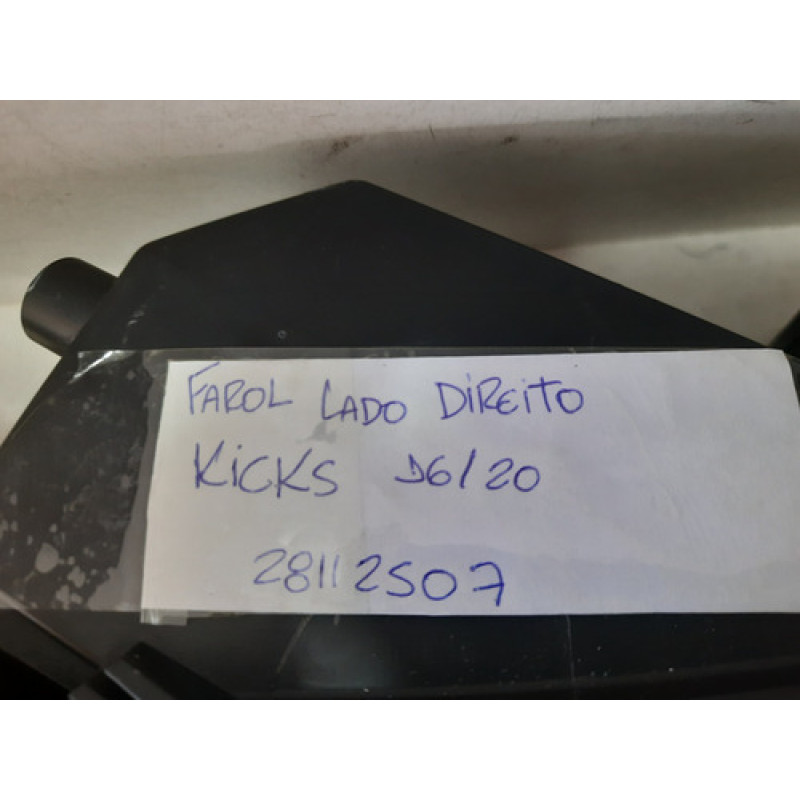 FAROL LADO DIREITO
KICKS 16/20
28112507